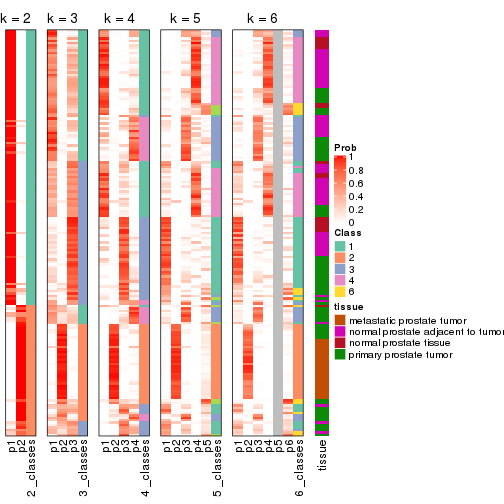 k = 2 k = 3 k = 4 k = 5 k = 6
Prob
1
0.8
0.6
0.4
0.2
0
Class
1
2
3
4
6
tissue
metastatic prostate tumor
normal prostate adjacent to tumor
normal prostate tissue
primary prostate tumor
p1 p2 2_classes p1 p2 p3 3_classes p1 p2 p3 p4 4_classes p1 p2 p3 p4 p5 5_classes p1 p2 p3 p4 p5 p6 6_classes tissue